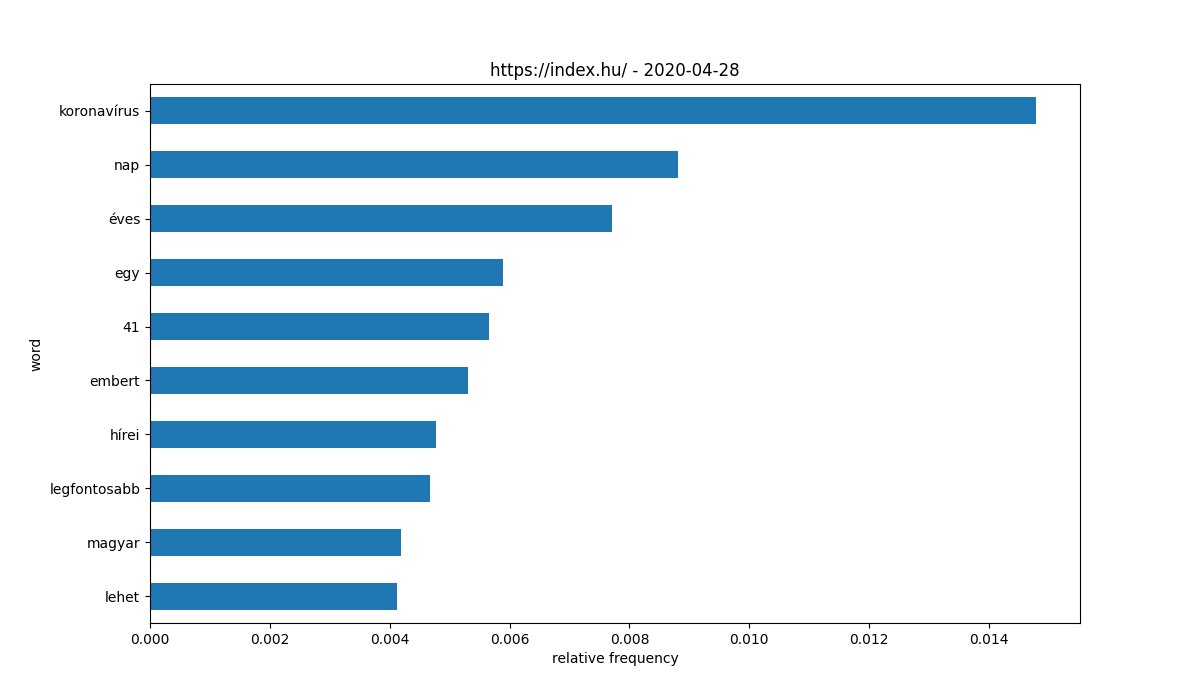 https://index.hu/ - 2020-04-28
koronavírus
nap
éves
egy
41
embert
hírei
legfontosabb
magyar
lehet
word
0.000 0.002 0.004 0.006 0.008 0.010 0.012 0.014
relative frequency